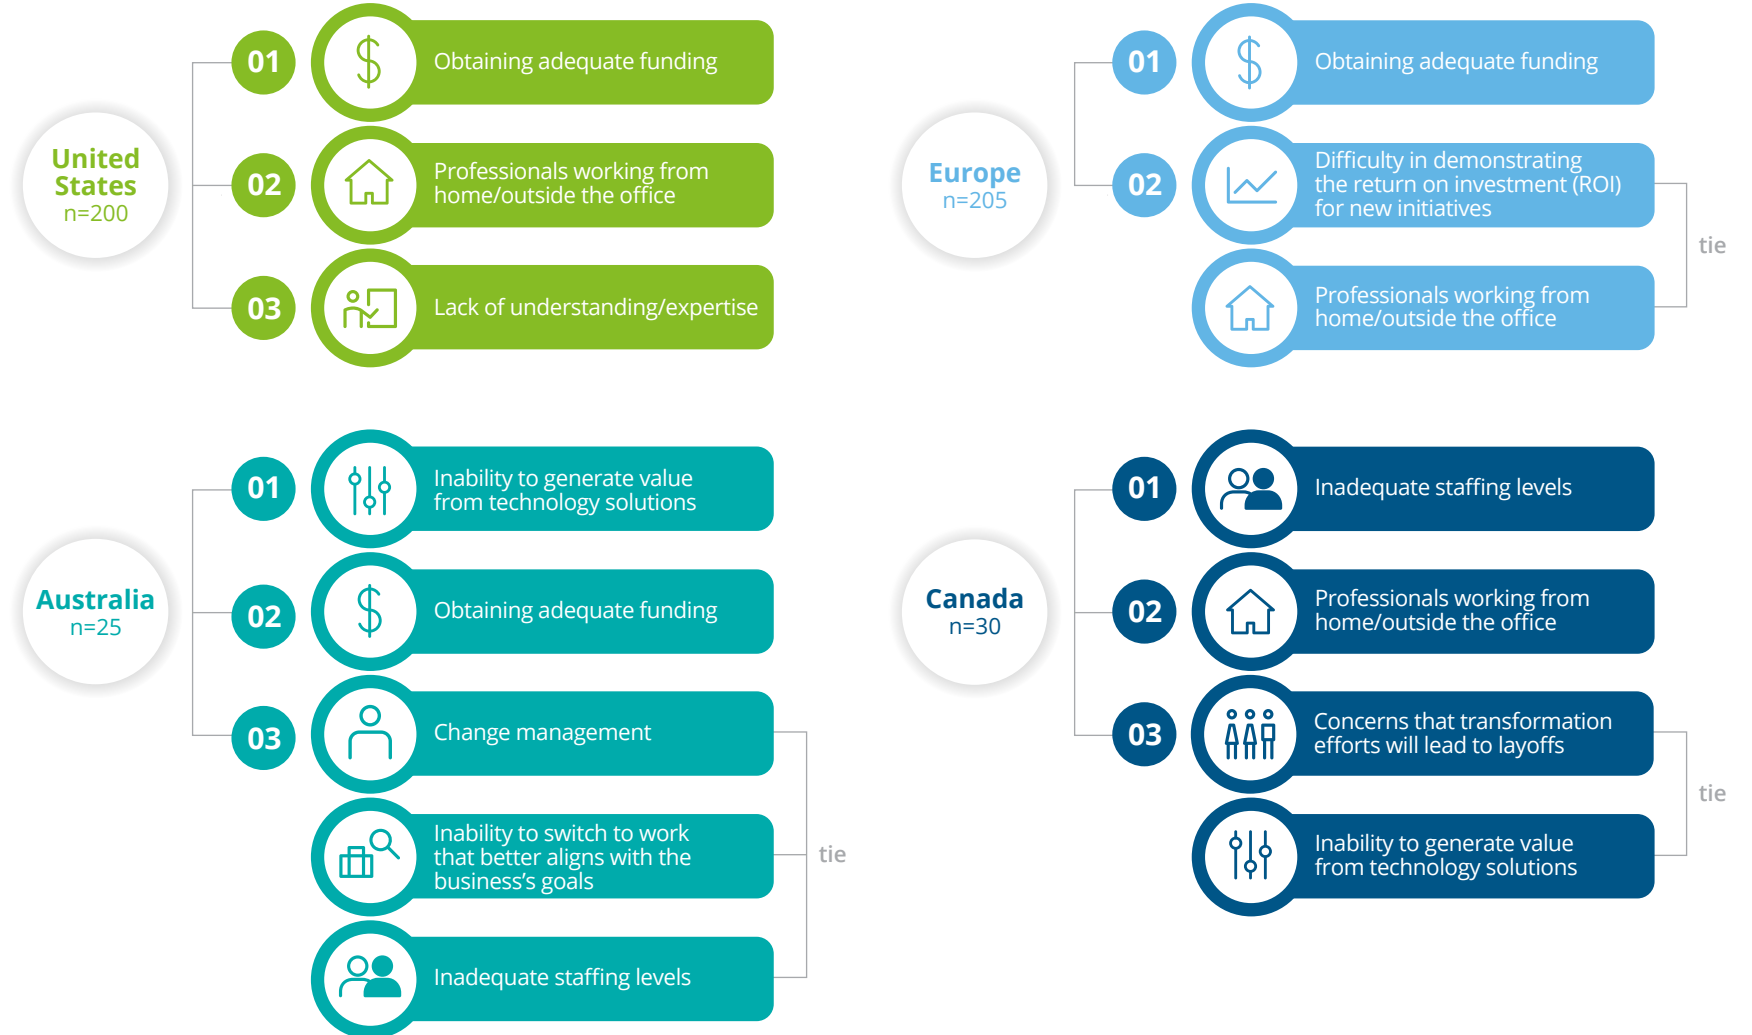 United
States
n=200
01
Obtaining adequate funding
02
Professionals working from
home/outside the office
03
Lack of understanding/expertise
Europe
n=205
01
Obtaining adequate funding
02
Difficulty in demonstrating
the return on investment (ROI)
for new initiatives
Professionals working from
home/outside the office
tie
Australia
n=25
01
Inability to generate value
from technology solutions
02
Obtaining adequate funding
03
Change management
Inability to switch to work
that better aligns with the
business’s goals
Inadequate staffing levels
tie
Canada
n=30
01
Inadequate staffing levels
02
Professionals working from
home/outside the office
03
Concerns that transformation
efforts will lead to layoffs
Inability to generate value
from technology solutions
tie